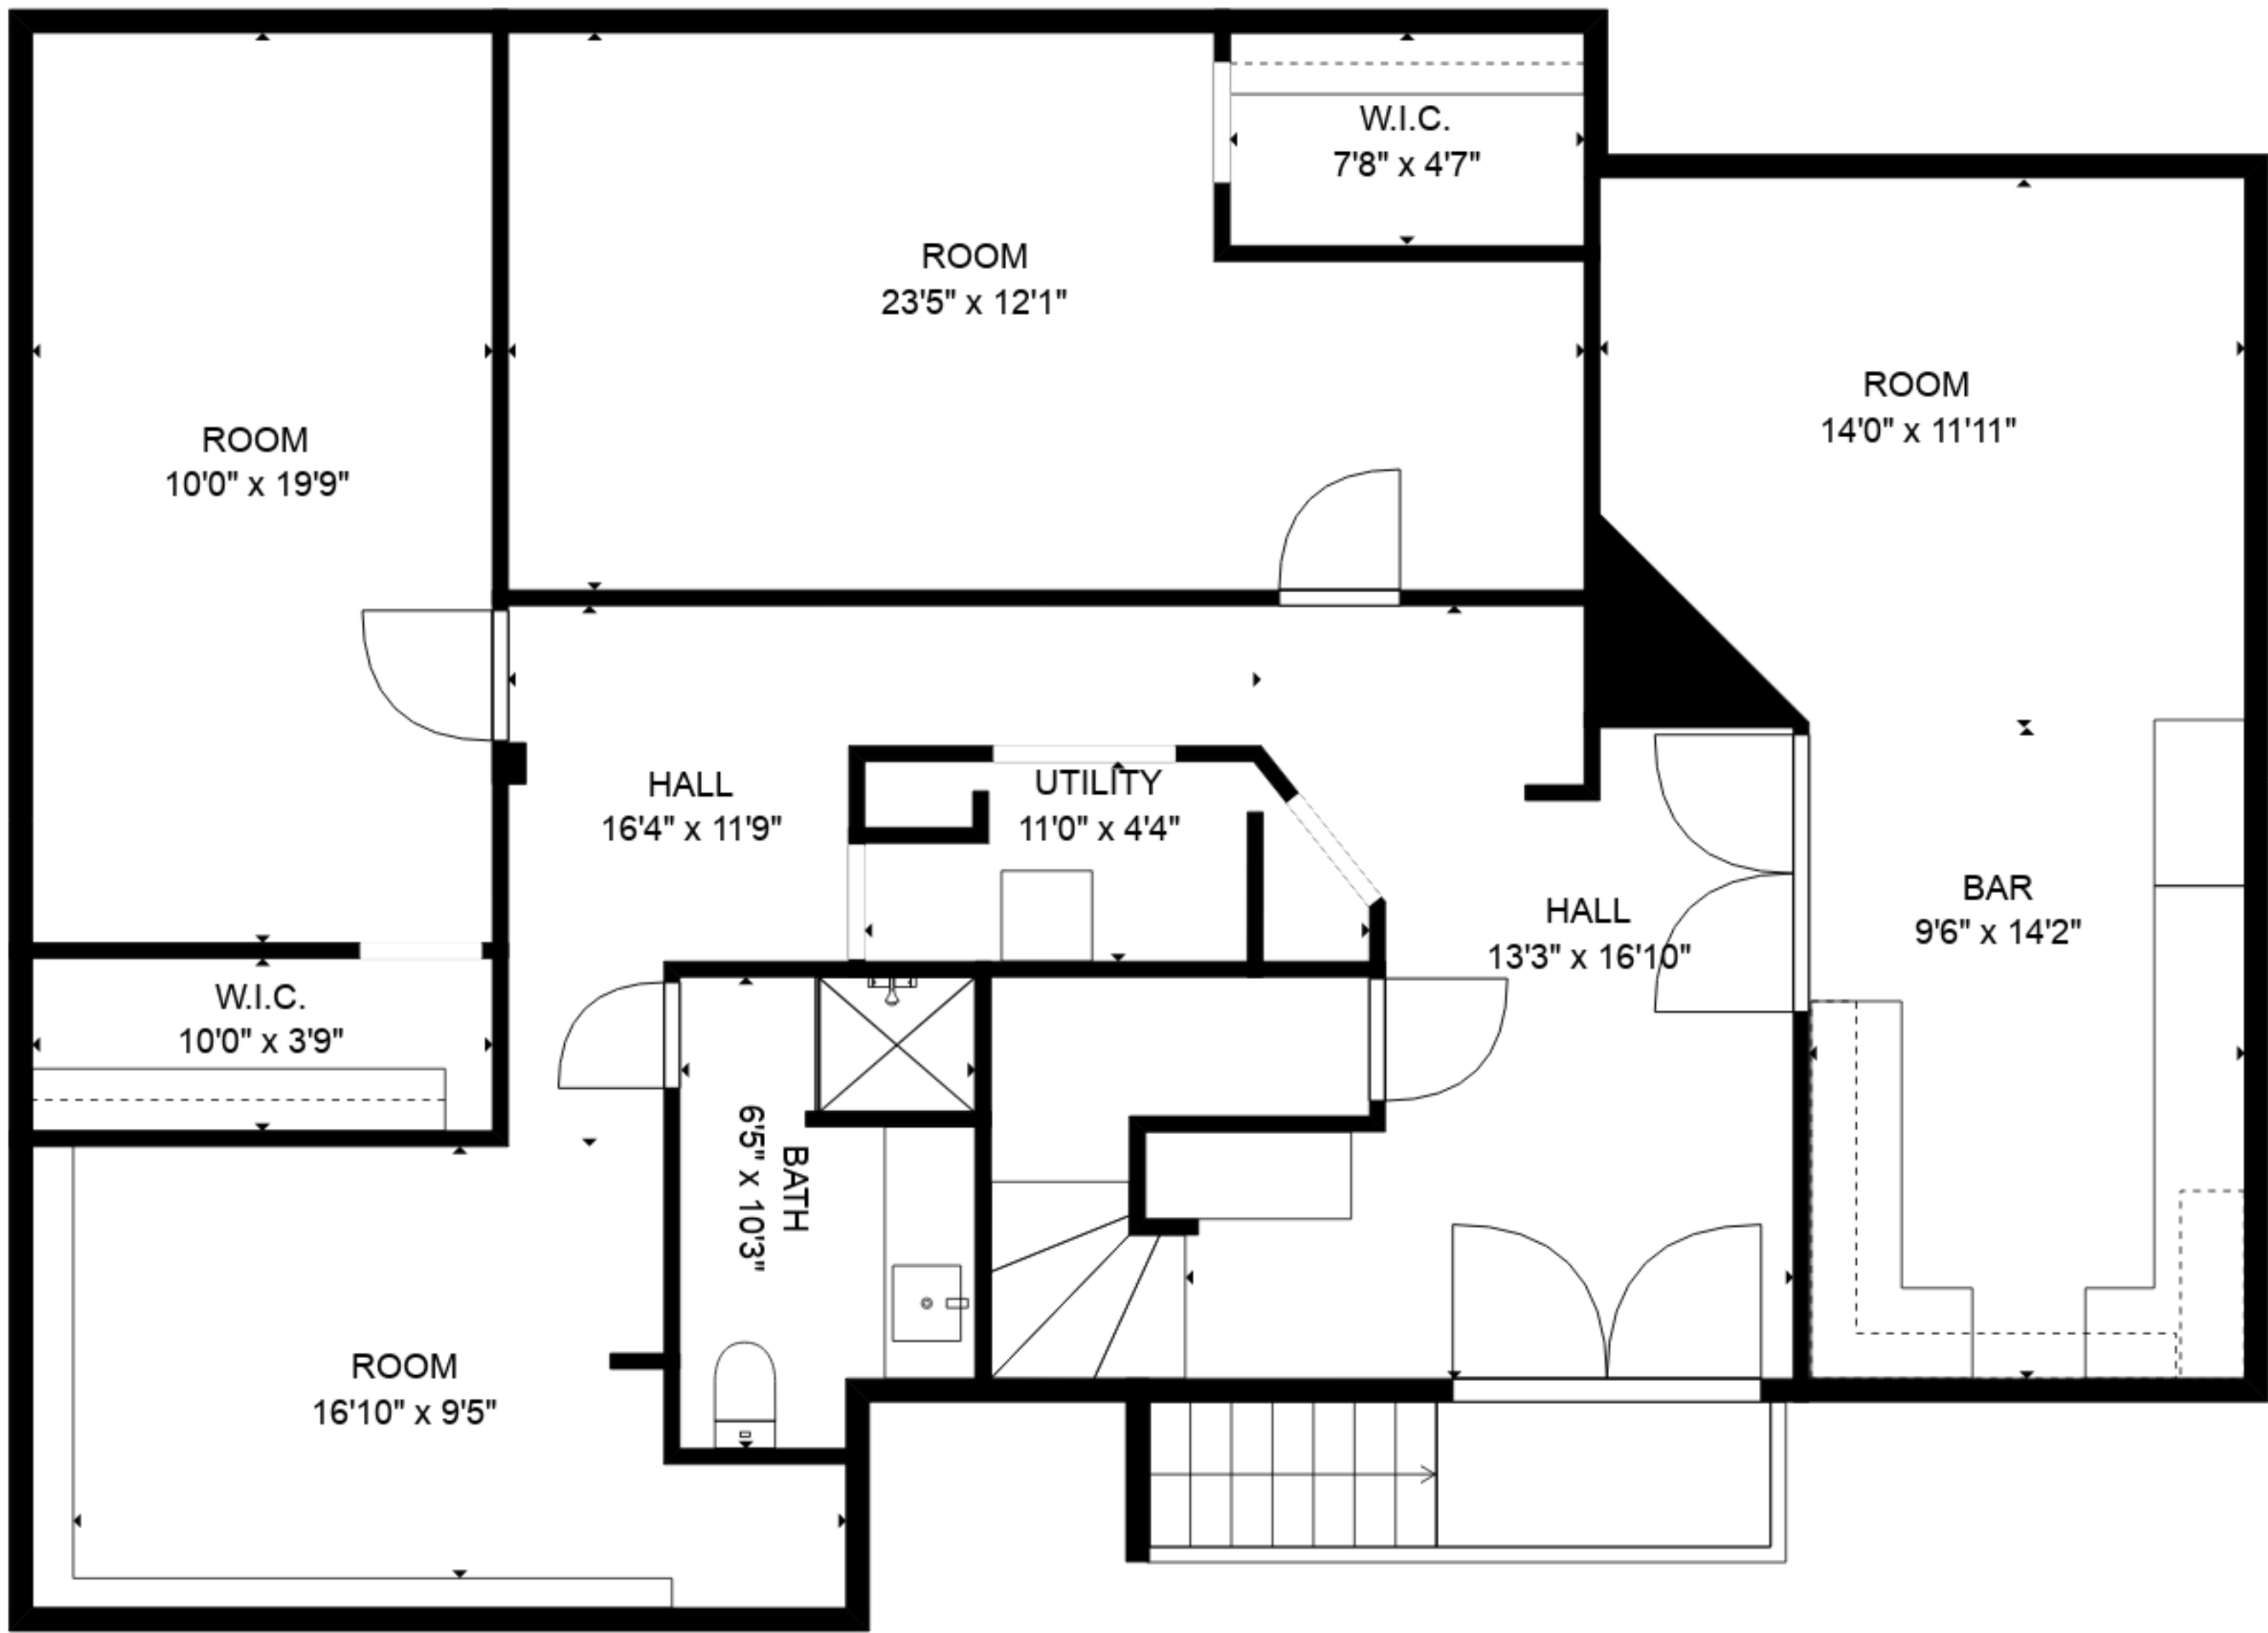 W.I.C.
7'8" x 4'7"
ROOM
23'5" x 12'1"
ROOM
14'0" x 11'11"
ROOM
10'0" x 19'9"
HALL
16'4" x 11'9"
UTILITY
11'0" x 4'4"
BAR
9'6" x 14'2"
HALL
13'3" x 16'10"
W.I.C.
10'0" x 3'9"
BATH
6'5" x 10'3"
ROOM
16'10" x 9'5"